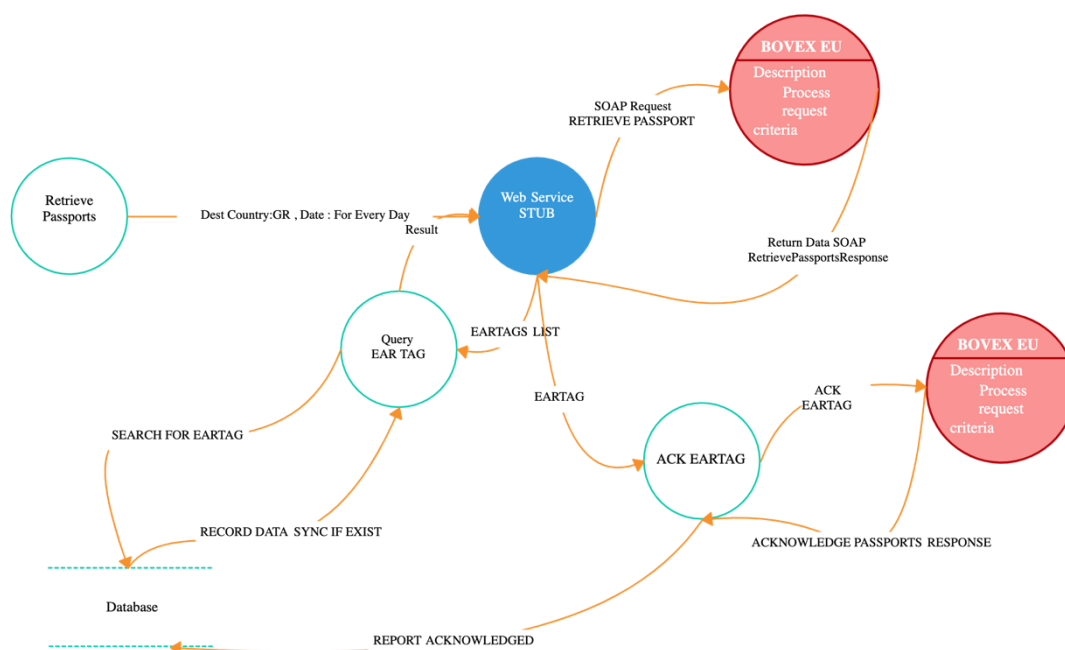 BOVEX EU
Description
Process
request
criteria
SOAP Request
RETRIEVE PASSPORT
Retrieve
Passports
Web Service
STUB
Dest Country:GR , Date : For Every Day
Result
Return Data SOAP
RetrievePassportsResponse
EARTAGS LIST
Query
EAR TAG
BOVEX EU
Description
Process
request
criteria
EARTAG
ACK
EARTAG
SEARCH FOR EARTAG
ACK EARTAG
RECORD DATA SYNC IF EXIST
ACKNOWLEDGE PASSPORTS RESPONSE
Database
REPORT ACKNOWLEDGED